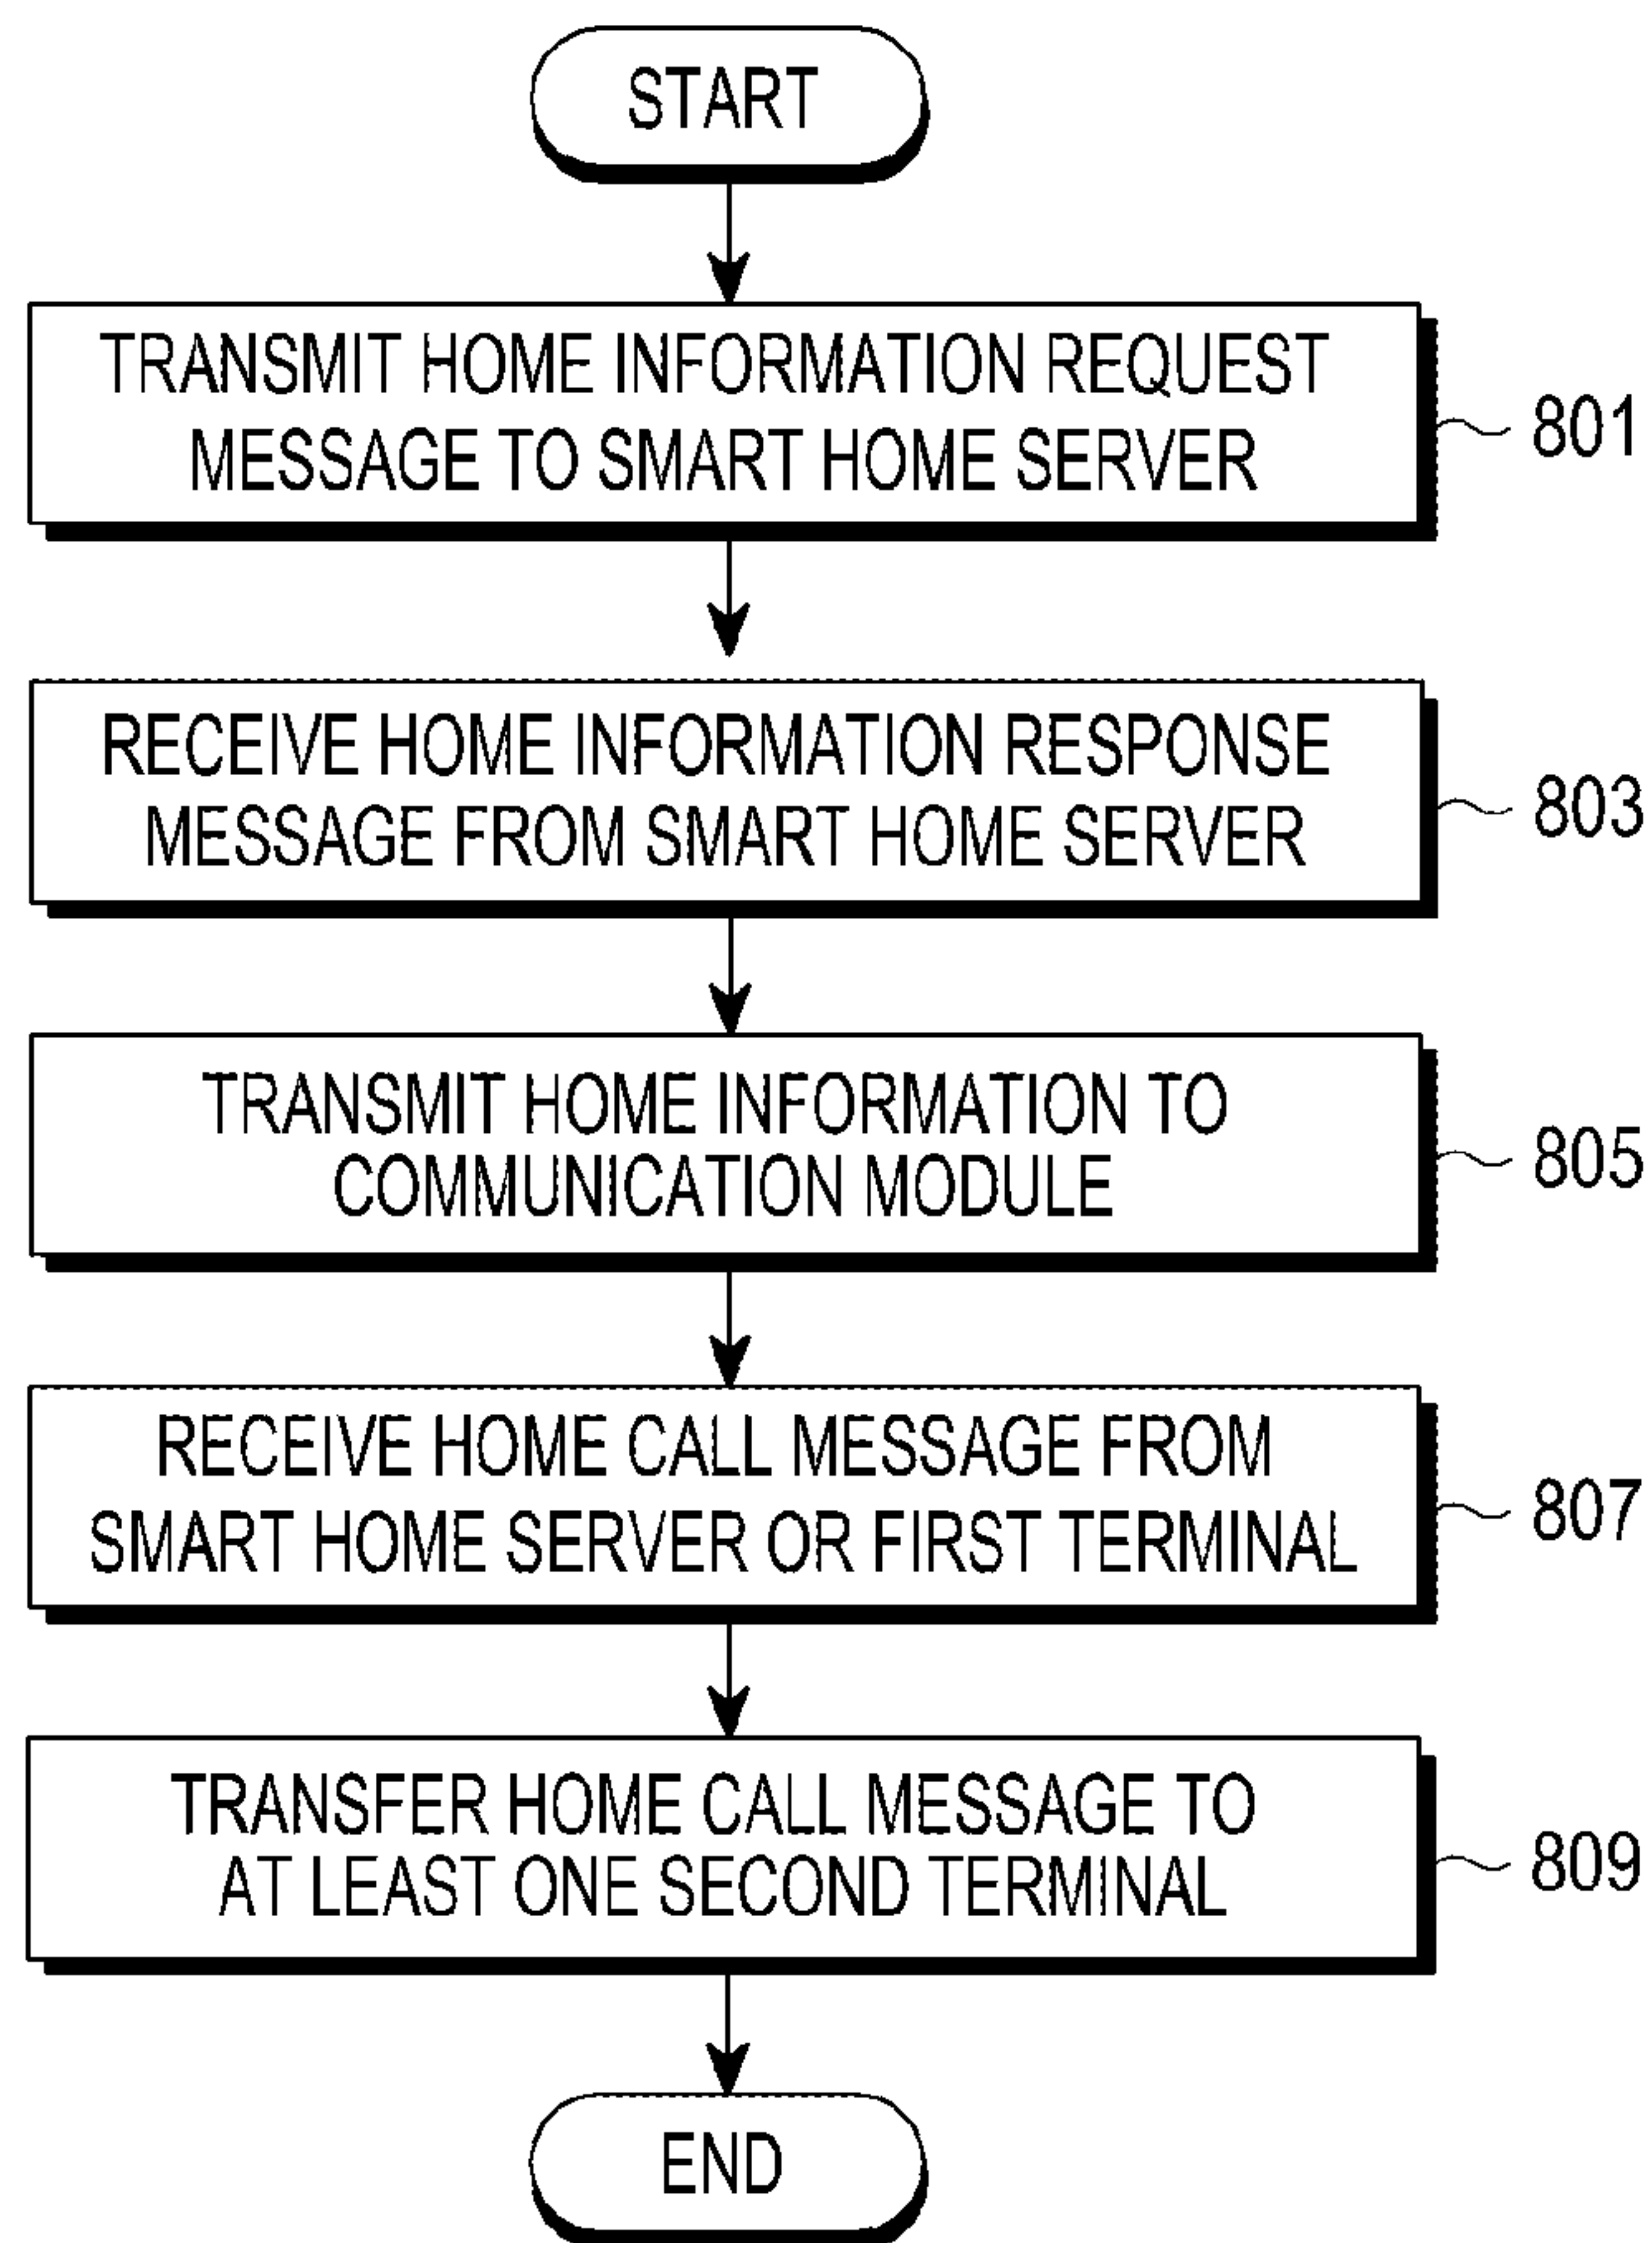 START
TRANSMIT HOME INFORMATION REQUEST
MESSAGE TO SMART HOME SERVER
801
RECEIVE HOME INFORMATION RESPONSE
MESSAGE FROM SMART HOME SERVER
803
TRANSMIT HOME INFORMATION TO
COMMUNICATION MODULE
805
RECEIVE HOME CALL MESSAGE FROM
SMART HOME SERVER OR FIRST TERMINAL
807
TRANSFER HOME CALL MESSAGE TO
AT LEAST ONE SECOND TERMINAL
809
END